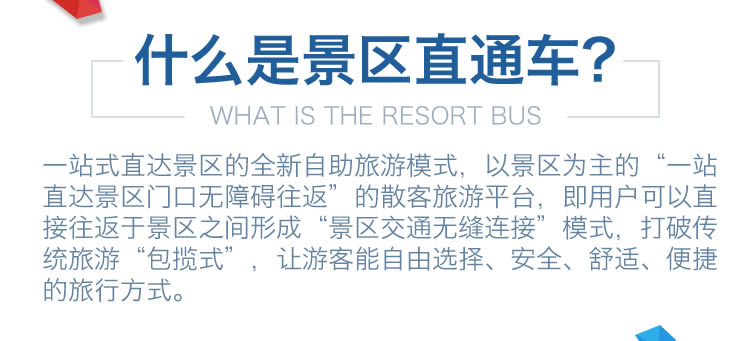 什么是景区直通车?
WHAT IS THE RESORT BUS
一站式直达景区的全新自助旅游模式，以景区为主的“一站
直达景区门口无障碍往返”的散客旅游平台，即用户可以直
接往返于景区之间形成“景区交通无缝连接”模式，打破传
统旅游“包揽式”，让游客能自由选择、安全、舒适、便捷
的旅行方式。